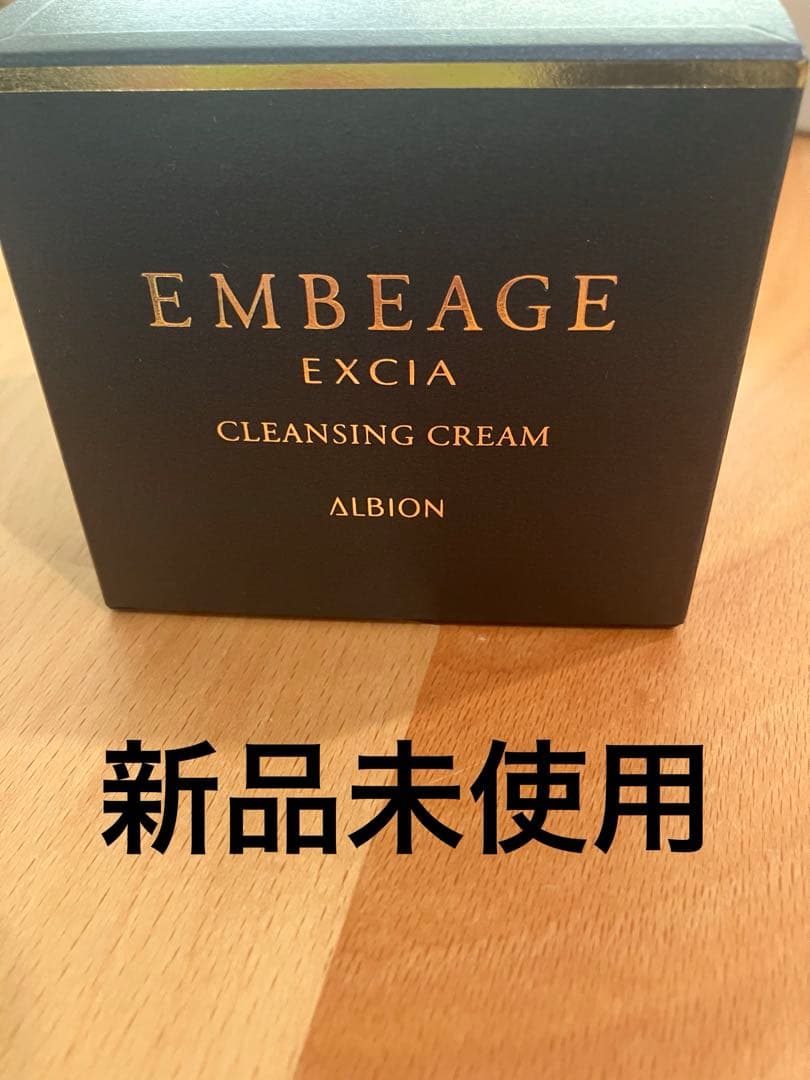 EMBEAGE
EXCIA
CLEANSING CREAM
ALBION
新品未使用